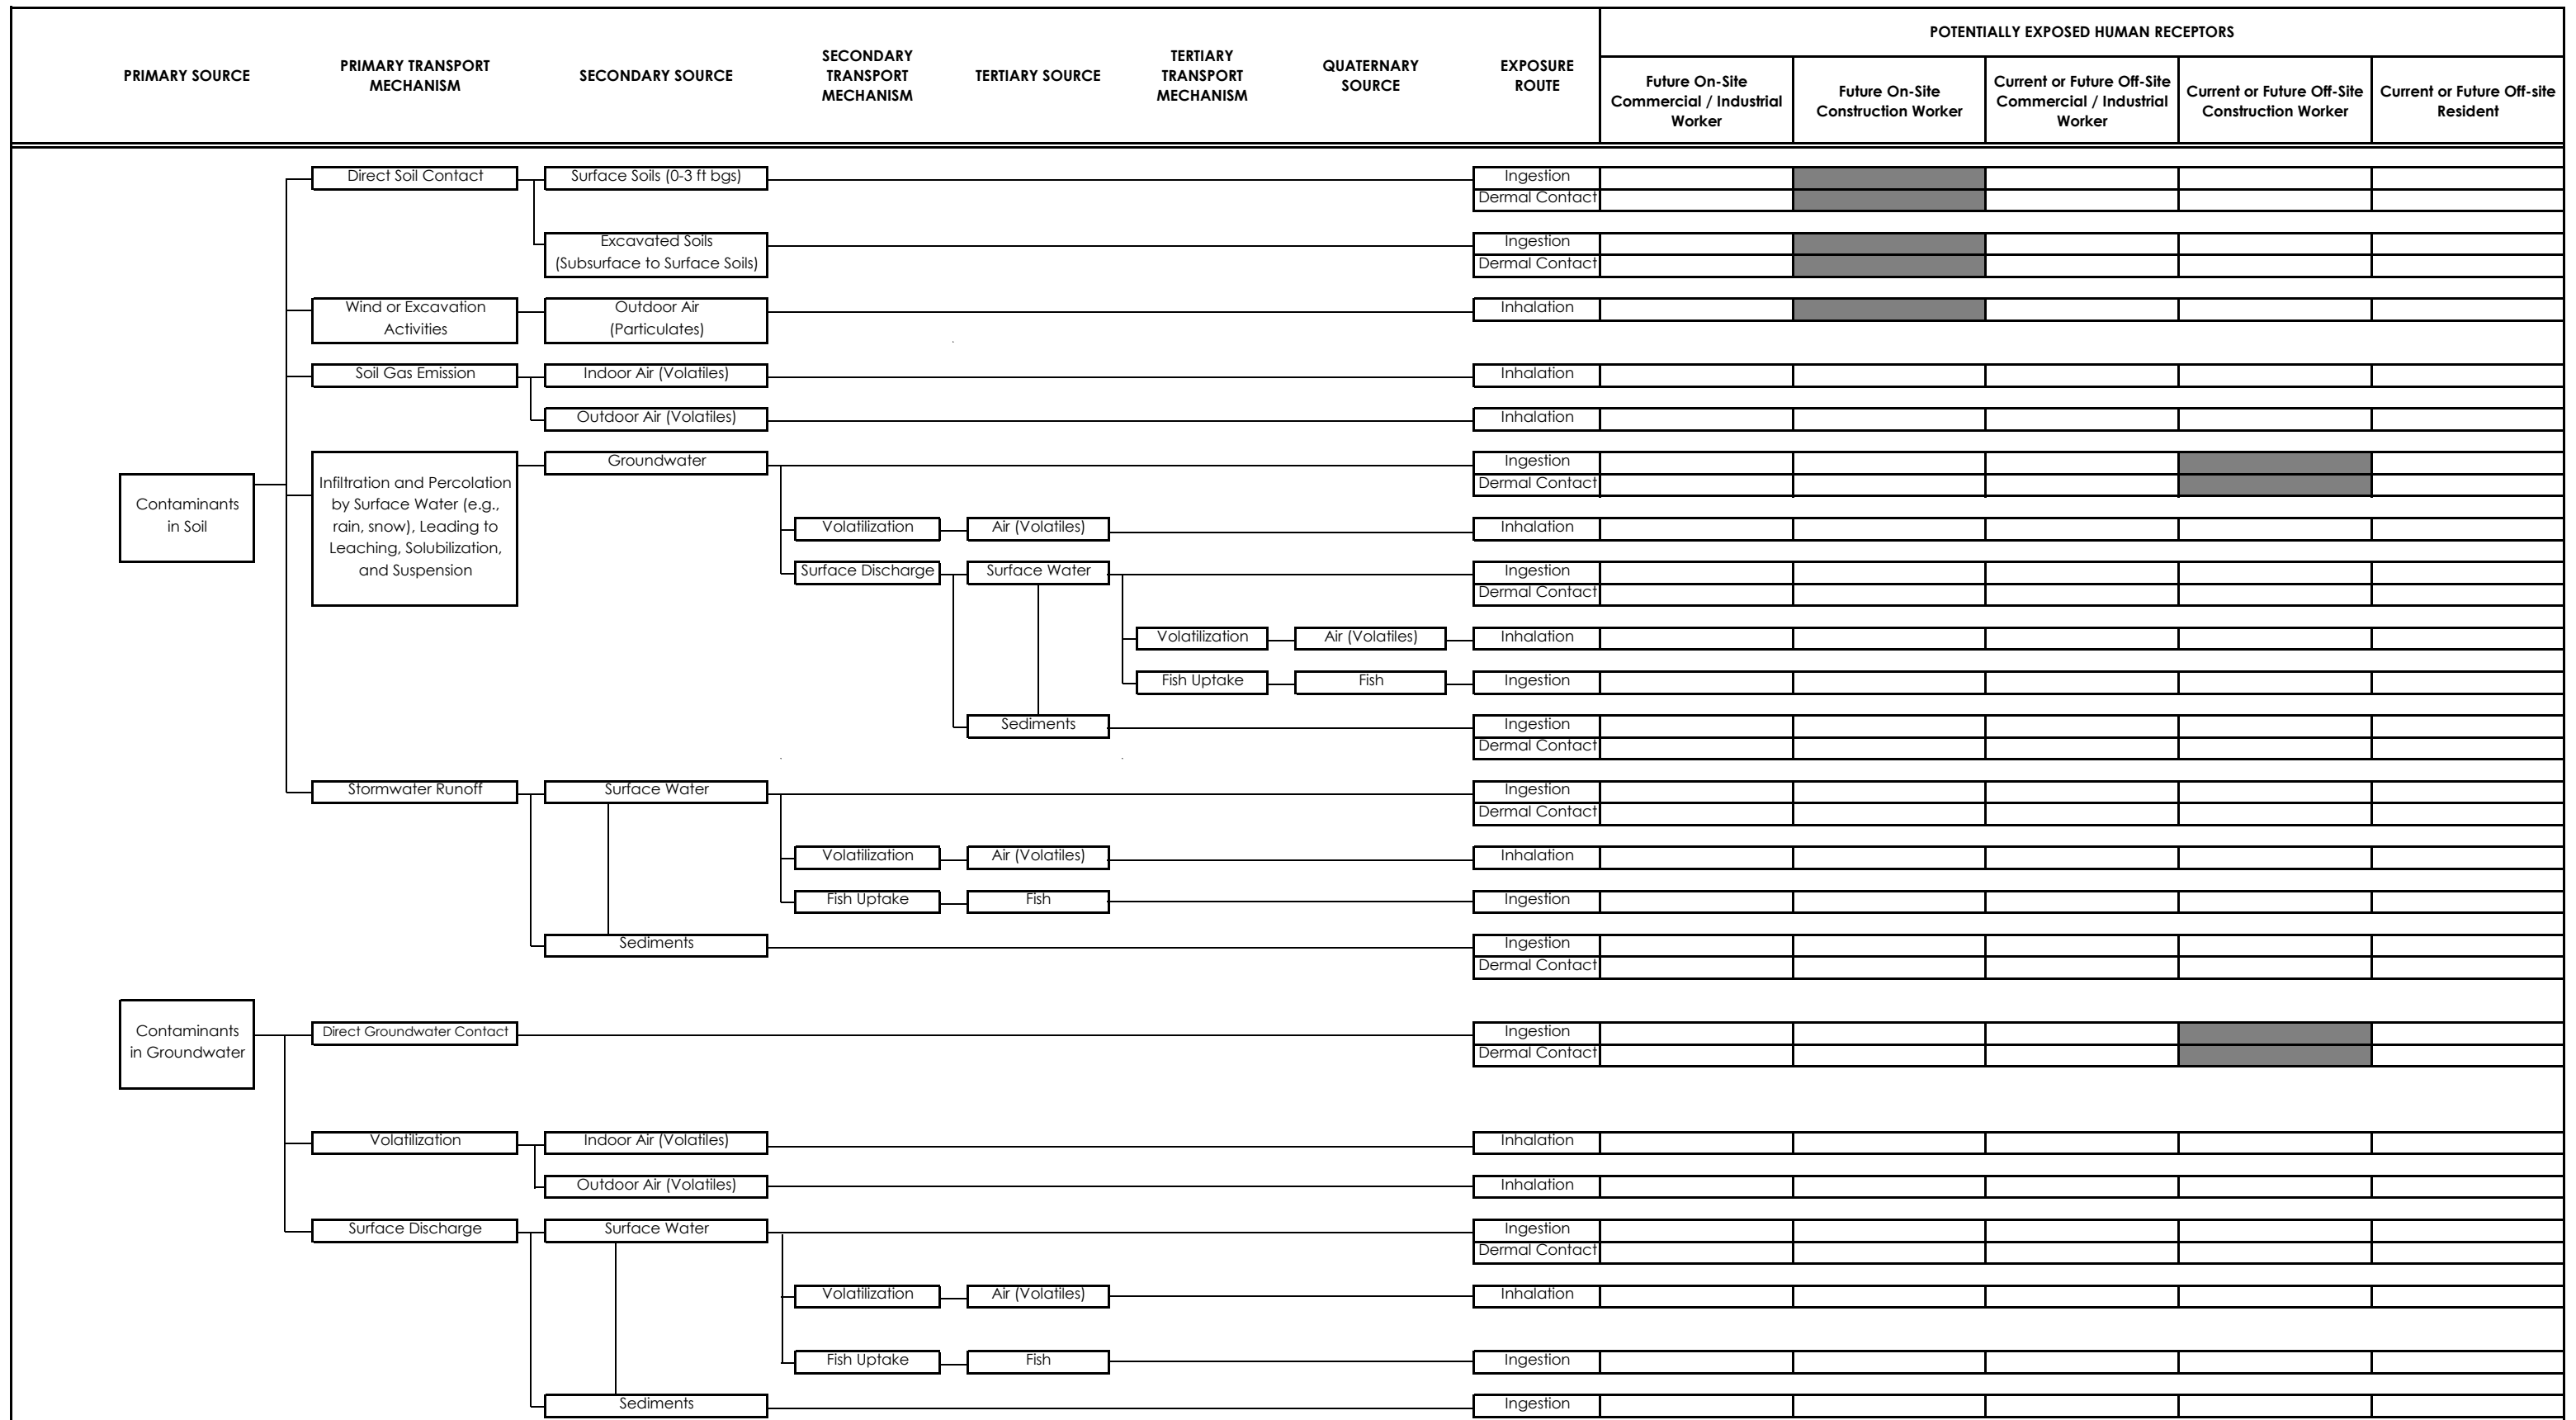 POTENTIALLY EXPOSED HUMAN RECEPTORS
PRIMARY SOURCE
PRIMARY TRANSPORT
MECHANISM
SECONDARY SOURCE
SECONDARY
TRANSPORT
MECHANISM
TERTIARY SOURCE
TERTIARY
TRANSPORT
MECHANISM
QUATERNARY
SOURCE
EXPOSURE
ROUTE
Future On-Site
Commercial / Industrial
Worker
Future On-Site
Construction Worker
Current or Future Off-Site
Commercial / Industrial
Worker
Current or Future Off-Site
Construction Worker
Current or Future Off-site
Resident
Direct Soil Contact
Surface Soils (0-3 ft bgs)
Ingestion
Dermal Contact
Excavated Soils
(Subsurface to Surface Soils)
Ingestion
Dermal Contact
Wind or Excavation
Activities
Outdoor Air
(Particulates)
Inhalation
Soil Gas Emission
Indoor Air (Volatiles)
Inhalation
Outdoor Air (Volatiles)
Inhalation
Contaminants
in Soil
Infiltration and Percolation
by Surface Water (e.g.,
rain, snow), Leading to
Leaching, Solubilization,
and Suspension
Groundwater
Ingestion
Dermal Contact
Volatilization
Air (Volatiles)
Inhalation
Surface Discharge
Surface Water
Ingestion
Dermal Contact
Volatilization
Air (Volatiles)
Inhalation
Fish Uptake
Fish
Ingestion
Sediments
Ingestion
Dermal Contact
Stormwater Runoff
Surface Water
Ingestion
Dermal Contact
Volatilization
Air (Volatiles)
Inhalation
Fish Uptake
Fish
Ingestion
Sediments
Ingestion
Dermal Contact
Contaminants
in Groundwater
Direct Groundwater Contact
Ingestion
Dermal Contact
Volatilization
Indoor Air (Volatiles)
Inhalation
Outdoor Air (Volatiles)
Inhalation
Surface Discharge
Surface Water
Ingestion
Dermal Contact
Volatilization
Air (Volatiles)
Inhalation
Fish Uptake
Fish
Ingestion
Sediments
Ingestion